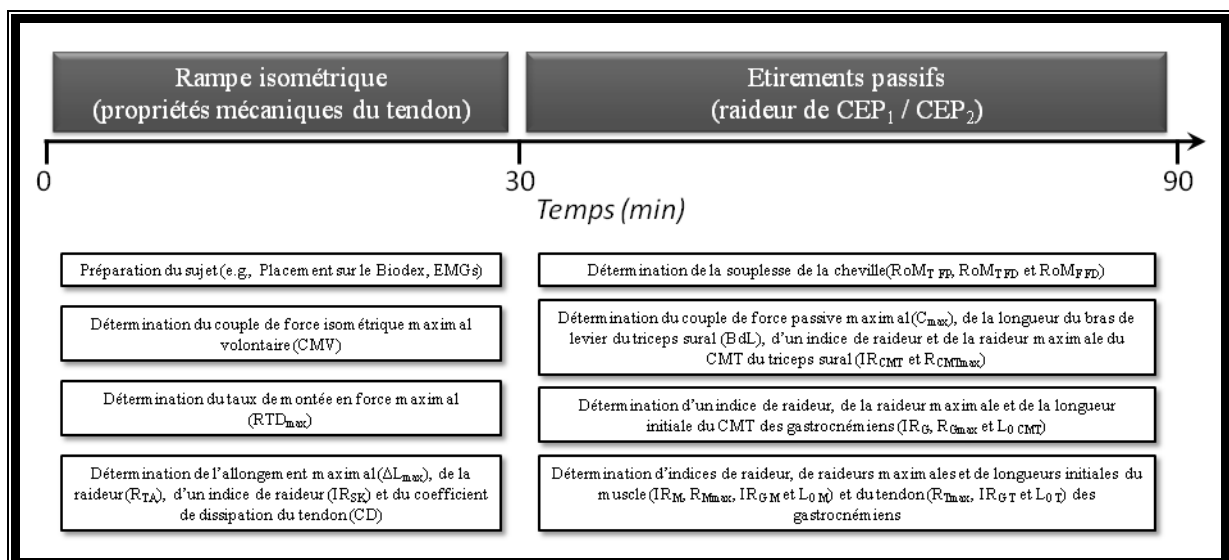 Rampe isométrique
(propriétés mécaniques du tendon)
Etirements passifs
(raideur de CEP1 / CEP2)
0
30
90
Temps (min)
Préparation du sujet (e.g., Placement sur le Biodex, EMGs)
Détermination du couple de force isométrique maximal
volontaire (CMV)
Détermination du taux de montée en force maximal
(RTDmax)
Détermination de l'allongement maximal (ΔLmax), de la
raideur (RTA), d'un indice de raideur (IRSK) et du coefficient
de dissipation du tendon (CD)
Détermination de la souplesse de la cheville (RoMT FP, RoMT FD et RoMF FD)
Détermination du couple de force passive maximal (Cmax), de la longueur du bras de
levier du triceps sural (BdL), d'un indice de raideur et de la raideur maximale du
CMT du triceps sural (IRCMT et RCMTmax)
Détermination d'un indice de raideur, de la raideur maximale et de la longueur
initiale du CMT des gastrocnémiens (IRG, RGmax et L0 CMT)
Détermination d'indices de raideur, de raideurs maximales et de longueurs initiales du
muscle (IRM, RMmax, IRG M et L0 M) et du tendon (RTmax, IRG T et L0 T) des
gastrocnémiens